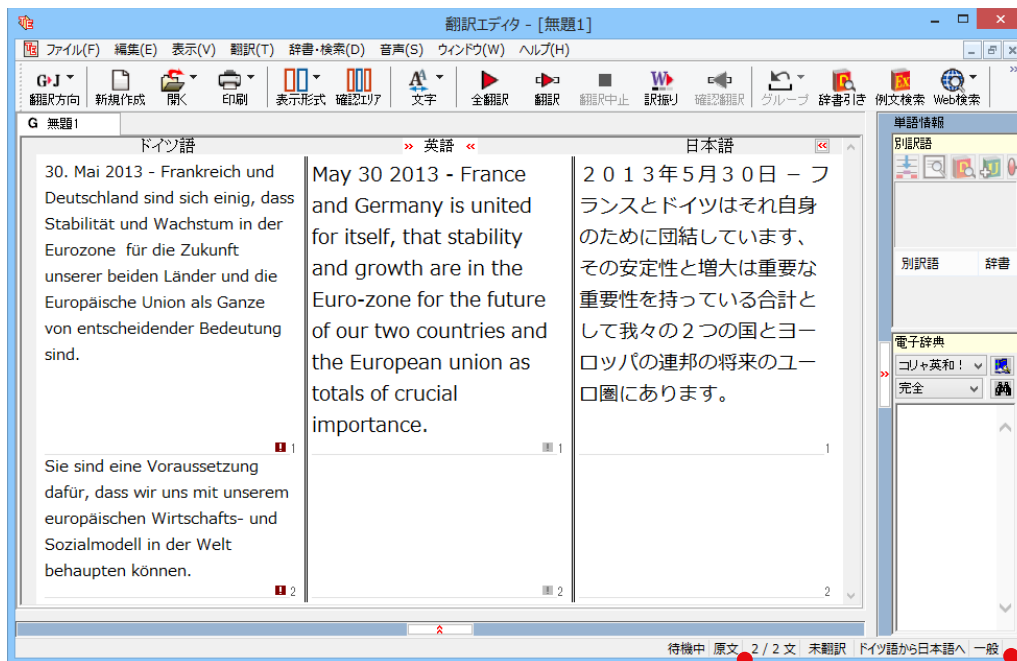 翻訳エディタ - [無題1]
ファイル(F) 編集(E) 表示(V) 翻訳(T) 辞書・検索(D) 音声(S) ウィンドウ(W) ヘルプ(H)
G▸J
翻訳方向 新規作成 開く 印刷 表示形式 確認エリア 文字 全翻訳 翻訳 翻訳中止 訳振り 確認翻訳 グループ 辞書引き 例文検索 Web検索
G 無題1
ドイツ語
30. Mai 2013 - Frankreich und
Deutschland sind sich einig, dass
Stabilität und Wachstum in der
Eurozone für die Zukunft
unserer beiden Länder und die
Europäische Union als Ganze
von entscheidender Bedeutung
sind.
1
Sie sind eine Voraussetzung
dafür, dass wir uns mit unserem
europäischen Wirtschafts- und
Sozialmodell in der Welt
behaupten können.
2
» 英語 «
May 30 2013 - France
and Germany is united
for itself, that stability
and growth are in the
Euro-zone for the future
of our two countries and
the European union as
totals of crucial
importance.
1
2
日本語
2013年5月30日 – フ
ランスとドイツはそれ自身
のために団結しています、
その安定性と増大は重要な
重要性を持っている合計と
して我々の2つの国とヨー
ロッパの連邦の将来のユー
ロ圏にあります。
1
2
単語情報
別訳語
別訳語 辞書
電子辞典
コリャ英和!
完全
待機中 原文 2 / 2 文 未翻訳 ドイツ語から日本語へ 一般